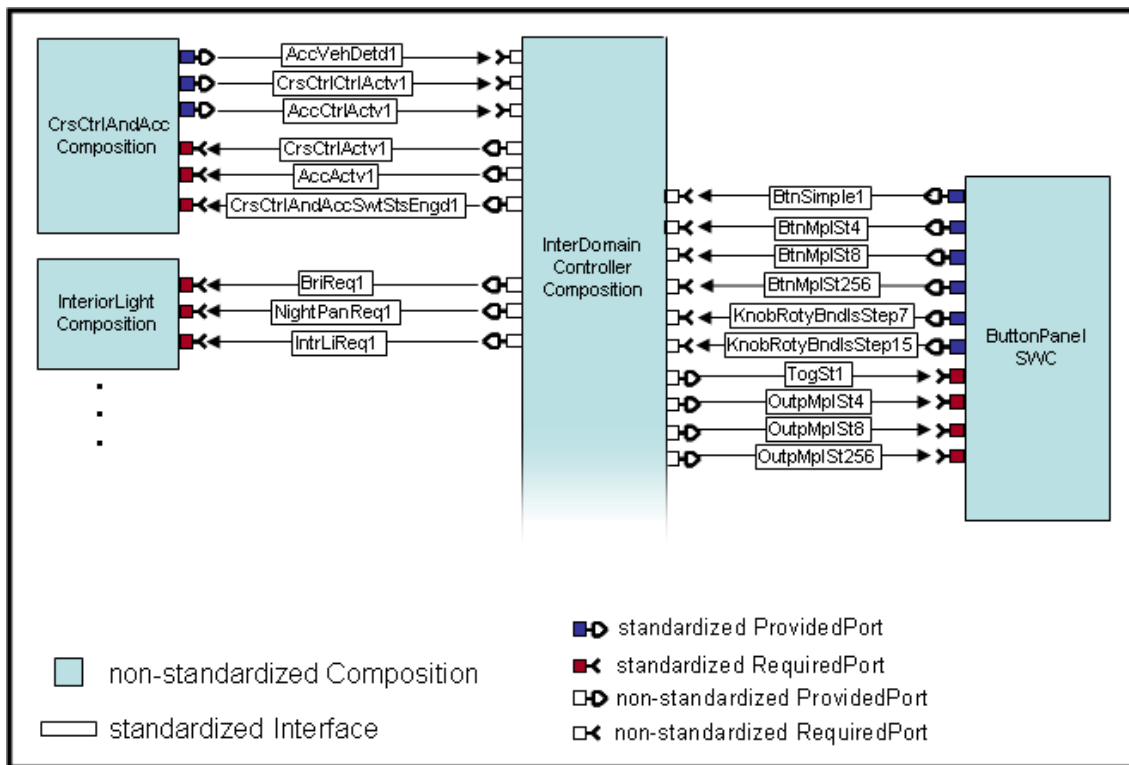 CrsCtrlAndAcc
Composition
AccVehDetd1
CrsCtrlCtrlActv1
AccCtrlActv1
CrsCtrlActv1
AccActv1
CrsCtrlAndAccSwtStsEngd1
InteriorLight
Composition
BriReq1
NightPanReq1
IntrLiReq1
InterDomain
Controller
Composition
BtnSimple1
BtnMplSt4
BtnMplSt8
BtnMplSt256
KnobRotyBndlsStep7
KnobRotyBndlsStep15
TogSt1
OutpMplSt4
OutpMplSt8
OutpMplSt256
ButtonPanel
SWC
non-standardized Composition
standardized Interface
standardized ProvidedPort
standardized RequiredPort
non-standardized ProvidedPort
non-standardized RequiredPort